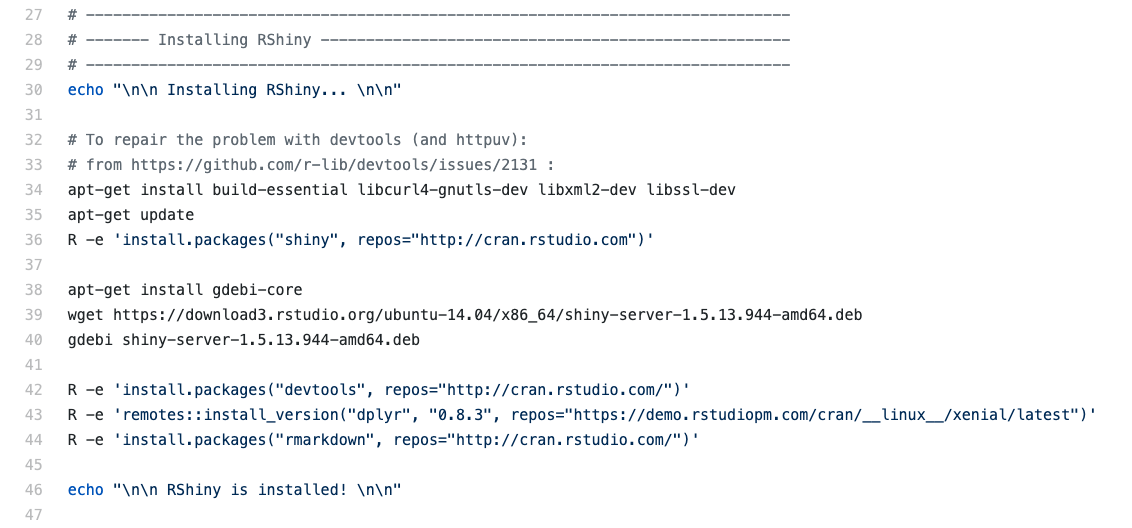 27 # ------------------------------------------------------------------------------
28 # ------- Installing RShiny ----------------------------------------------------
29 # ------------------------------------------------------------------------------
30 echo "\n\n Installing RShiny... \n\n"
31
32 # To repair the problem with devtools (and httpuv):
33 # from https://github.com/r-lib/devtools/issues/2131 :
34 apt-get install build-essential libcurl4-gnutls-dev libxml2-dev libssl-dev
35 apt-get update
36 R -e 'install.packages("shiny", repos="http://cran.rstudio.com")'
37
38 apt-get install gdebi-core
39 wget https://download3.rstudio.org/ubuntu-14.04/x86_64/shiny-server-1.5.13.944-amd64.deb
40 gdebi shiny-server-1.5.13.944-amd64.deb
41
42 R -e 'install.packages("devtools", repos="http://cran.rstudio.com/")'
43 R -e 'remotes::install_version("dplyr", "0.8.3", repos="https://demo.rstudiopm.com/cran/__linux__/xenial/latest")'
44 R -e 'install.packages("rmarkdown", repos="http://cran.rstudio.com/")'
45
46 echo "\n\n RShiny is installed! \n\n"
47